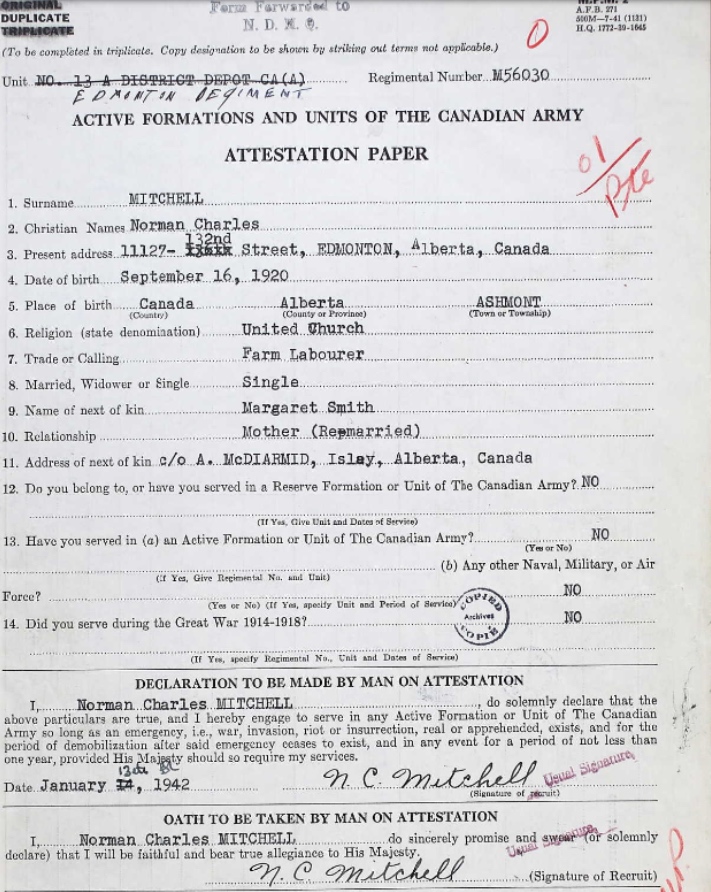 ORIGINAL
DUPLICATE
TRIPLICATE
Form Forwarded to
N. D. H. Q.
A.F.B. 271
500M—7-41 (1131)
H.Q. 1772-39-1645
(To be completed in triplicate. Copy designation to be shown by striking out terms not applicable.)
0
Unit NO. 13 A DISTRICT DEPOT CA(A) Regimental Number M56030
EDMONTON REGIMENT
ACTIVE FORMATIONS AND UNITS OF THE CANADIAN ARMY
ATTESTATION PAPER
01/Pte
1. Surname MITCHELL
2. Christian Names Norman Charles
132nd
3. Present address 11127- Street, EDMONTON, Alberta, Canada
4. Date of birth September 16, 1920
5. Place of birth Canada Alberta ASHMONT
(Country) (County or Province) (Town or Township)
6. Religion (state denomination) United Church
7. Trade or Calling Farm Labourer
8. Married, Widower or Single Single
9. Name of next of kin Margaret Smith
10. Relationship Mother (Remarried)
11. Address of next of kin c/o A. McDIARMID, Islay, Alberta, Canada
12. Do you belong to, or have you served in a Reserve Formation or Unit of The Canadian Army? NO
(If Yes, Give Unit and Dates of Service)
13. Have you served in (a) an Active Formation or Unit of The Canadian Army? NO
(Yes or No)
(b) Any other Naval, Military, or Air
(If Yes, Give Regimental No. and Unit)
Force? NO
(Yes or No) (If Yes, specify Unit and Period of Service)
COPIED
Archives
COPIE
14. Did you serve during the Great War 1914-1918? NO
(If Yes, specify Regimental No., Unit and Dates of Service)
DECLARATION TO BE MADE BY MAN ON ATTESTATION
I, Norman Charles MITCHELL, do solemnly declare that the
above particulars are true, and I hereby engage to serve in any Active Formation or Unit of The Canadian
Army so long as an emergency, i.e., war, invasion, riot or insurrection, real or apprehended, exists, and for the
period of demobilization after said emergency ceases to exist, and in any event for a period of not less than
one year, provided His Majesty should so require my services.
13th
Date January 14, 1942 N. C. Mitchell Usual Signature
(Signature of recruit)
OATH TO BE TAKEN BY MAN ON ATTESTATION
I, Norman Charles MITCHELL do sincerely promise and swear (or solemnly
declare) that I will be faithful and bear true allegiance to His Majesty.
Usual Signature
N. C. Mitchell (Signature of Recruit)